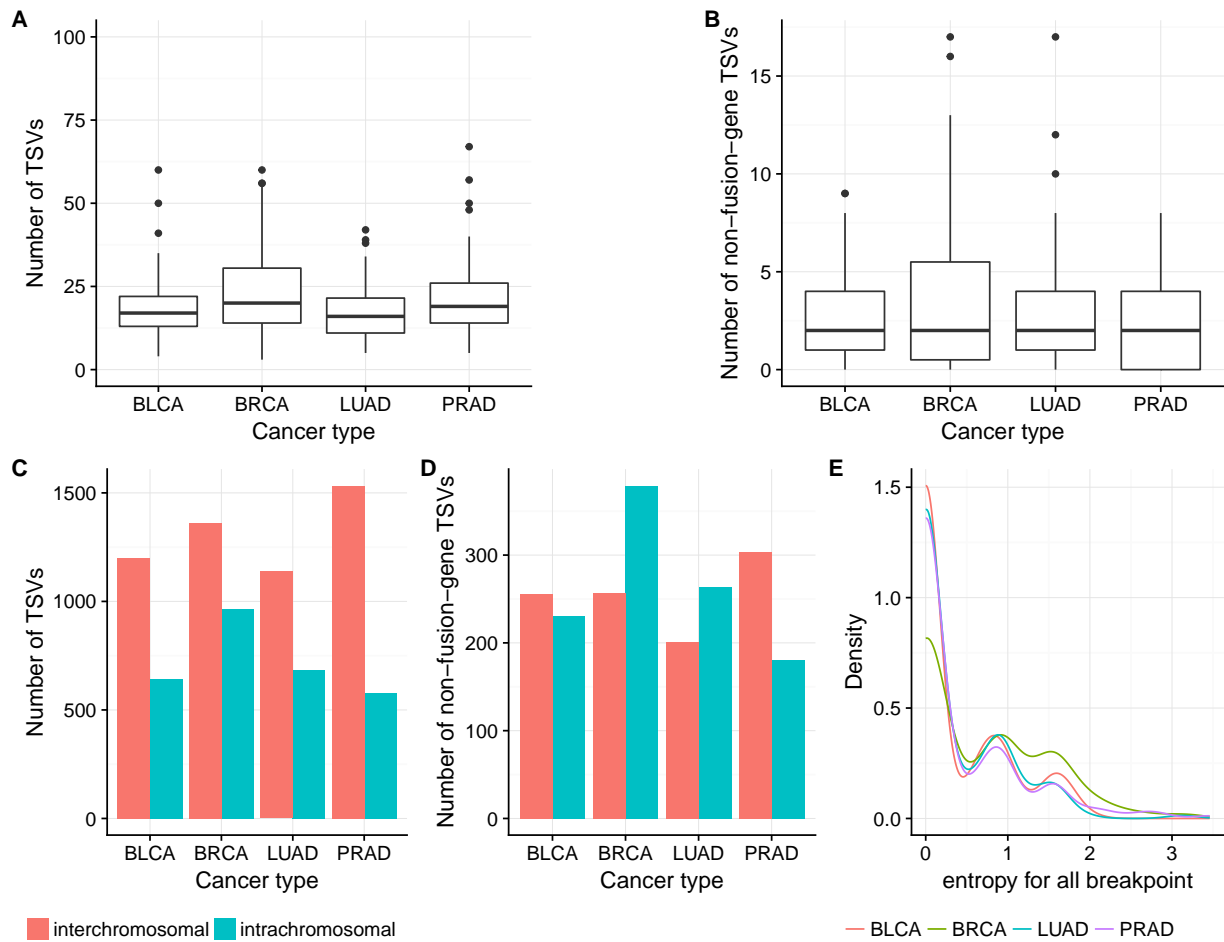 A
Number of TSVs
100
75
50
25
0
BLCA BRCA LUAD PRAD
Cancer type
B
Number of non−fusion−gene TSVs
15
10
5
0
BLCA BRCA LUAD PRAD
Cancer type
C
Number of TSVs
1500
1000
500
0
BLCA BRCA LUAD PRAD
Cancer type
D
Number of non−fusion−gene TSVs
300
200
100
0
BLCA BRCA LUAD PRAD
Cancer type
E
Density
1.5
1.0
0.5
0.0
0 1 2 3
entropy for all breakpoint
interchromosomal intrachromosomal
BLCA BRCA LUAD PRAD